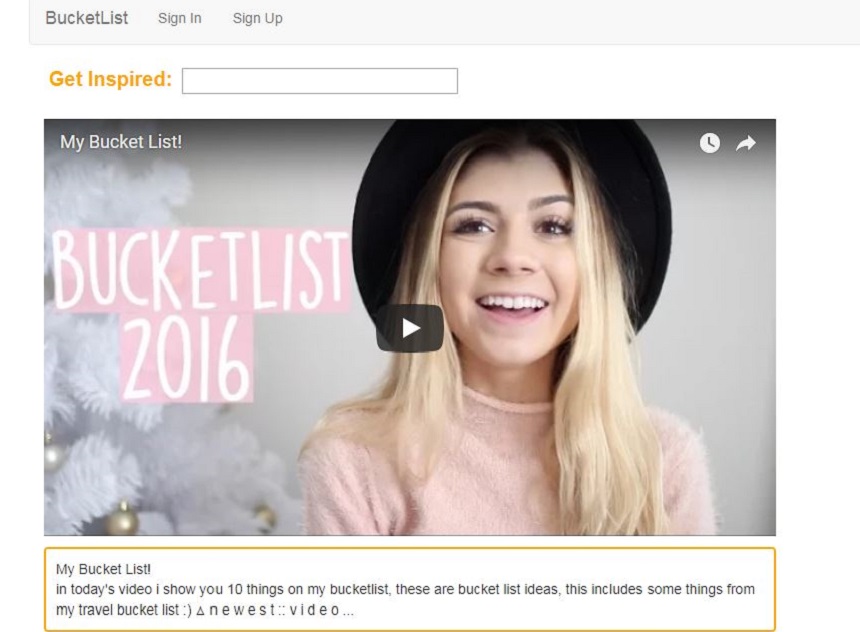 BucketList Sign In Sign Up
Get Inspired:
My Bucket List!
BUCKETLIST
2016
My Bucket List!
in today's video i show you 10 things on my bucketlist, these are bucket list ideas, this includes some things from
my travel bucket list :) ∆ n e w e s t :: v i d e o ...